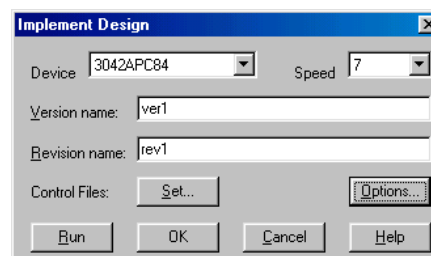 Implement Design
Device 3042APC84 Speed 7
Version name: ver1
Revision name: rev1
Control Files: Set... Options...
Run OK Cancel Help